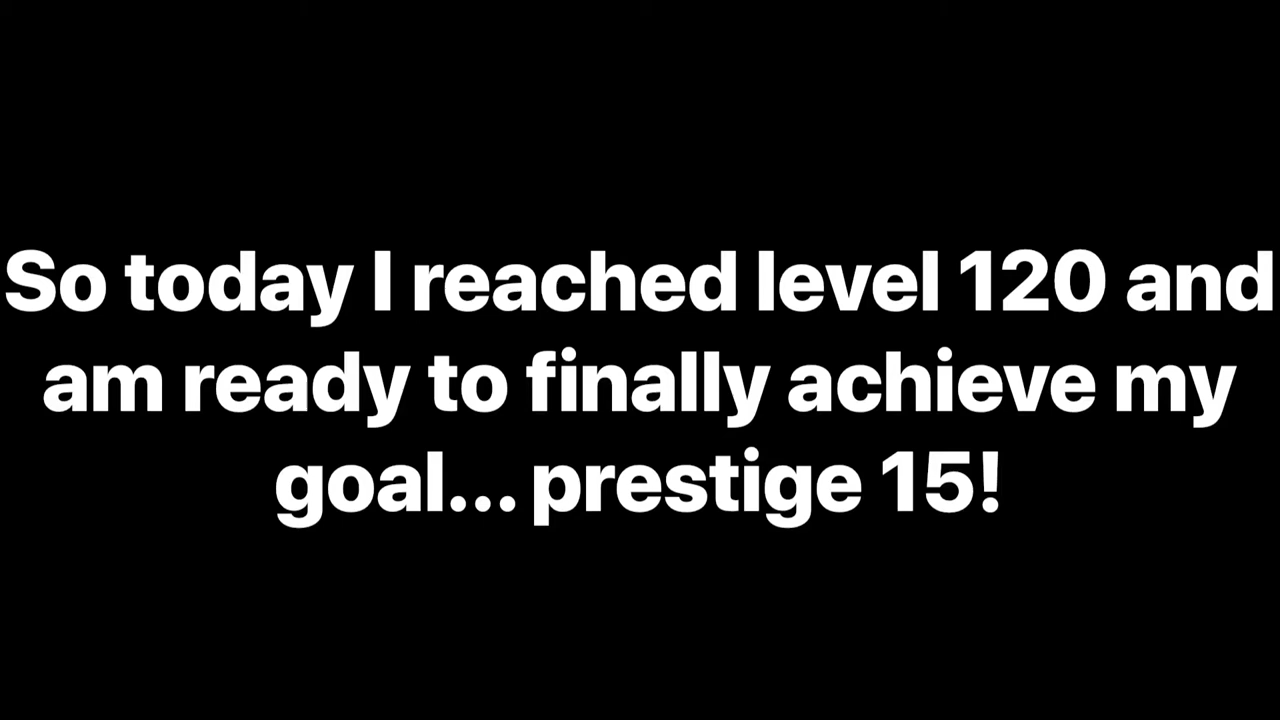 So today I reached level 120 and
am ready to finally achieve my
goal... prestige 15!